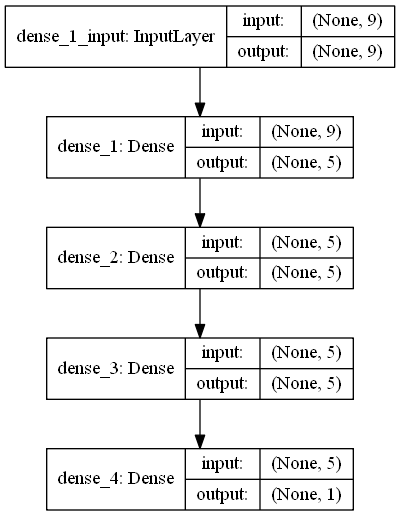 dense_1_input: InputLayer
input: (None, 9)
output: (None, 9)
dense_1: Dense
input: (None, 9)
output: (None, 5)
dense_2: Dense
input: (None, 5)
output: (None, 5)
dense_3: Dense
input: (None, 5)
output: (None, 5)
dense_4: Dense
input: (None, 5)
output: (None, 1)